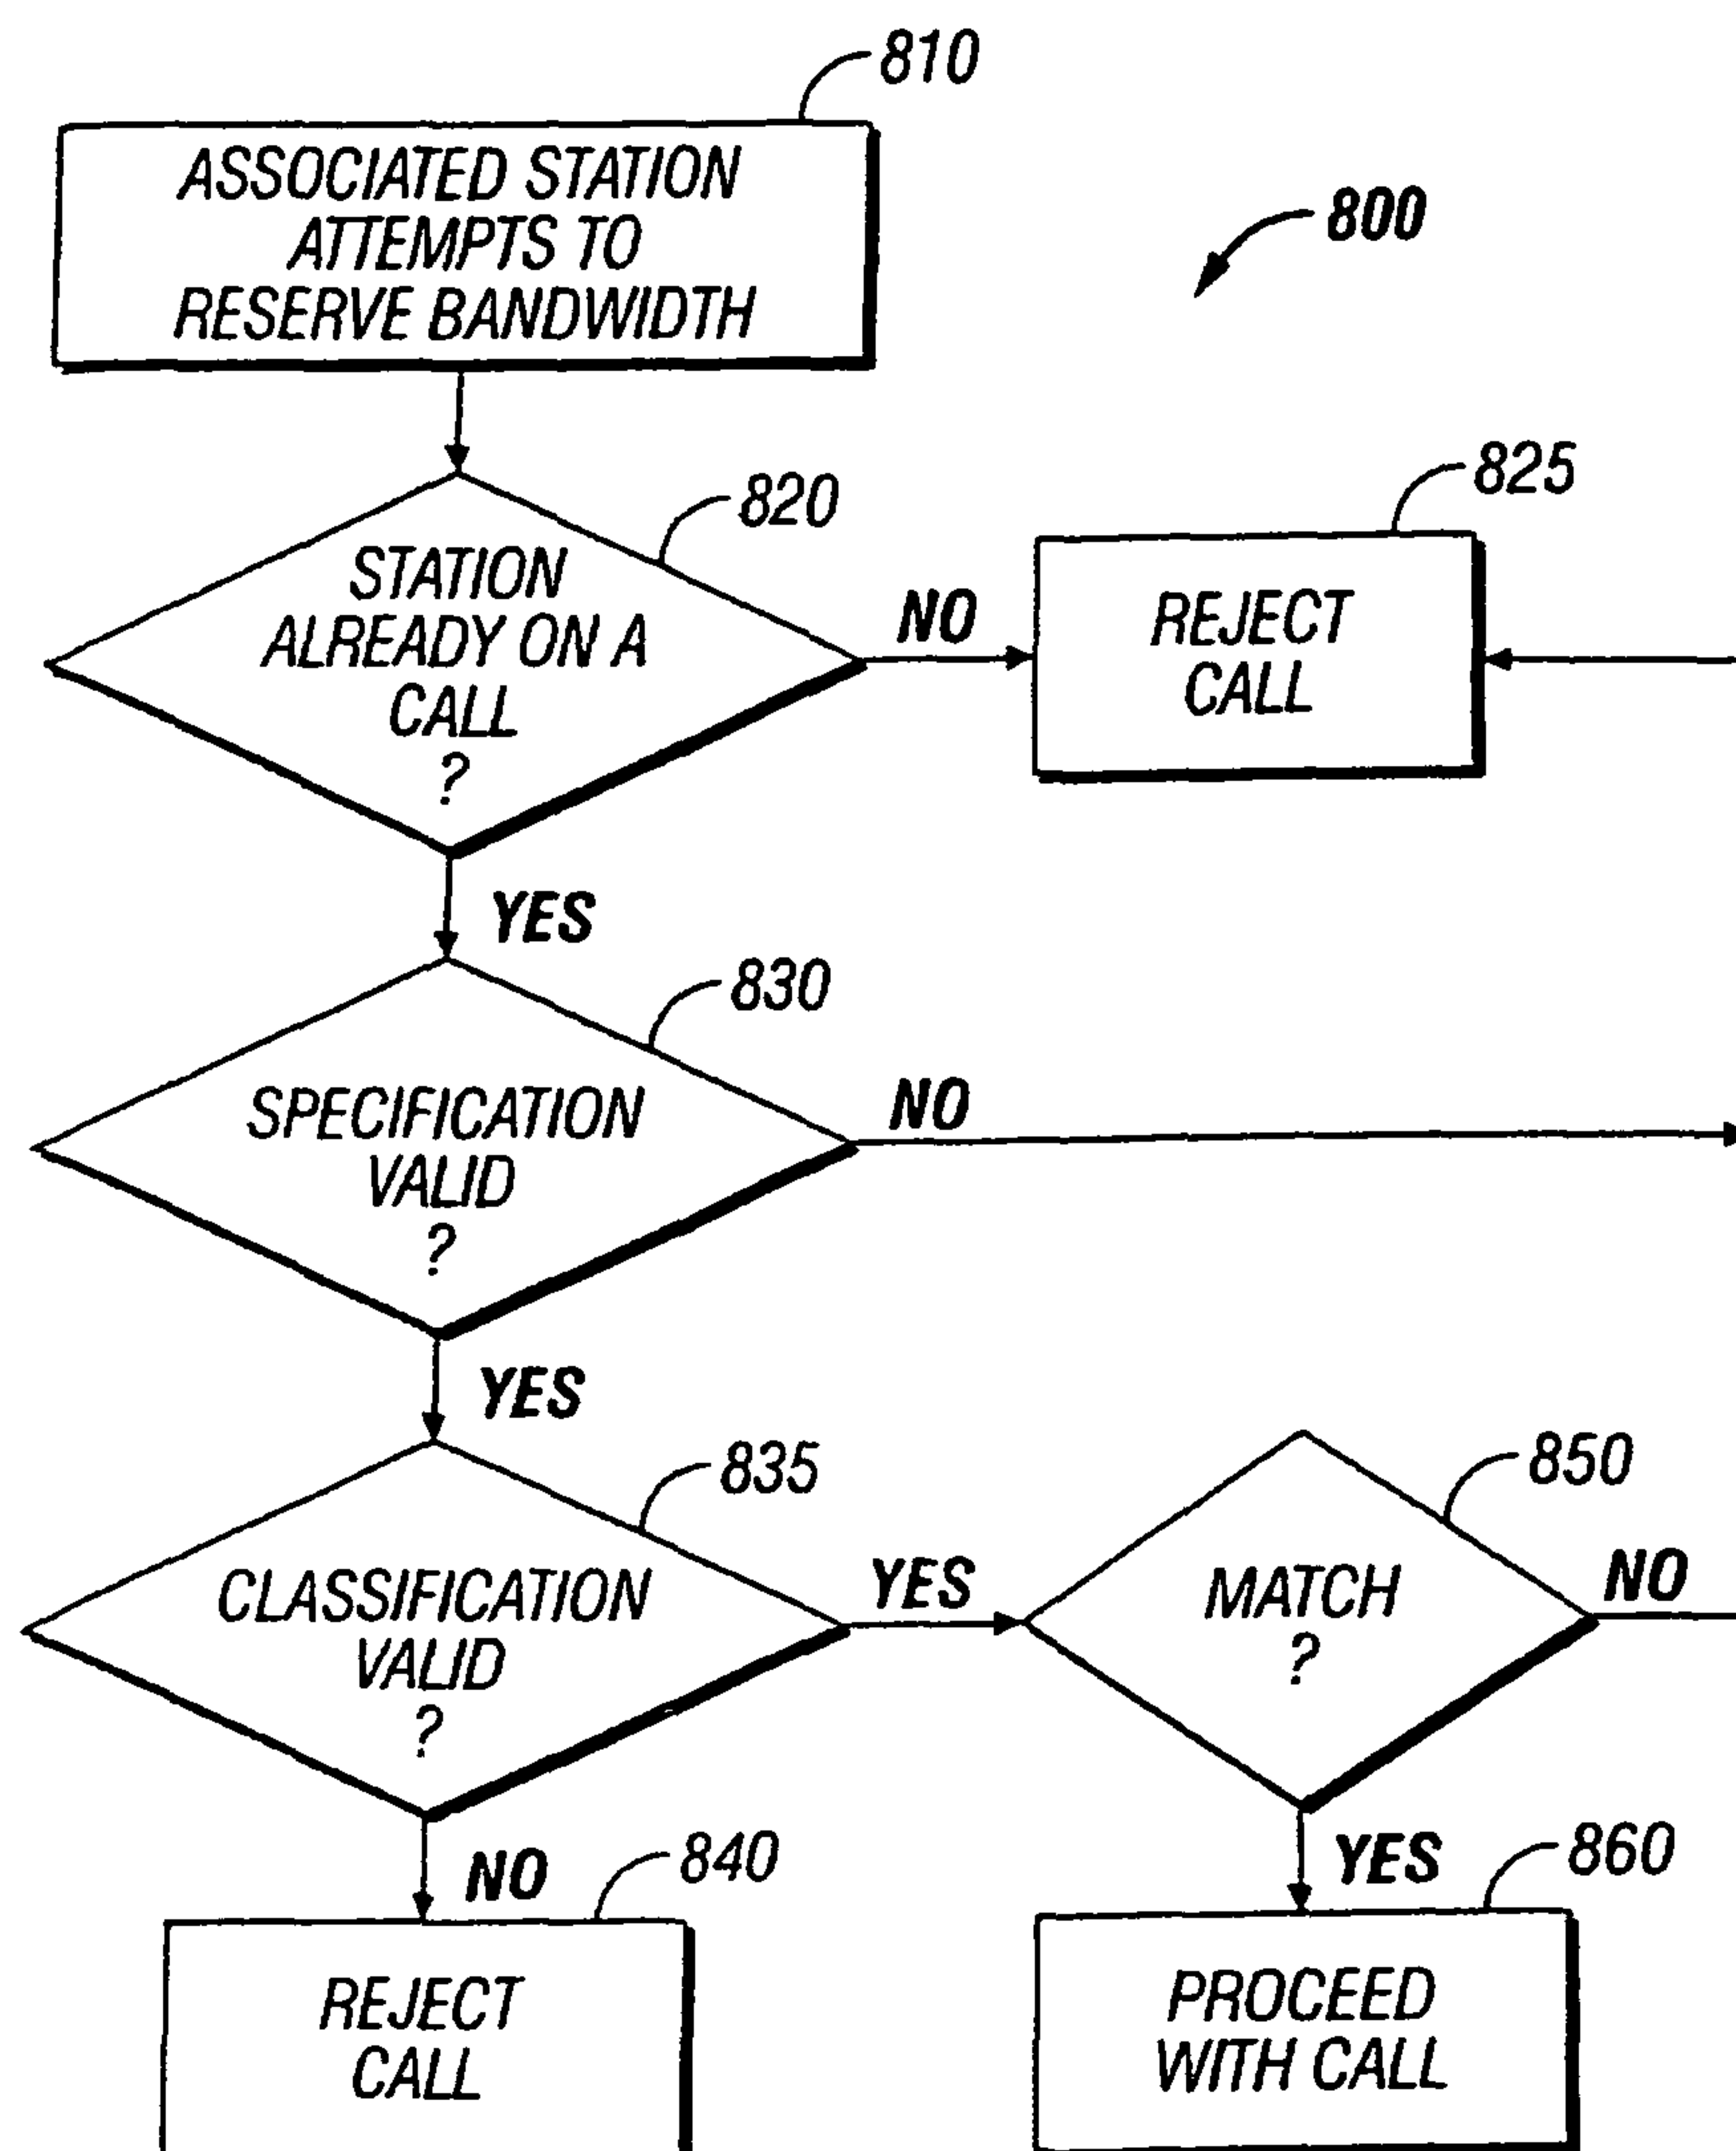 810
ASSOCIATED STATION
ATTEMPTS TO
RESERVE BANDWIDTH
800
820
STATION
ALREADY ON A
CALL
?
NO
825
REJECT
CALL
YES
830
SPECIFICATION
VALID
?
NO
YES
835
CLASSIFICATION
VALID
?
YES
850
MATCH
?
NO
NO
840
REJECT
CALL
YES
860
PROCEED
WITH CALL